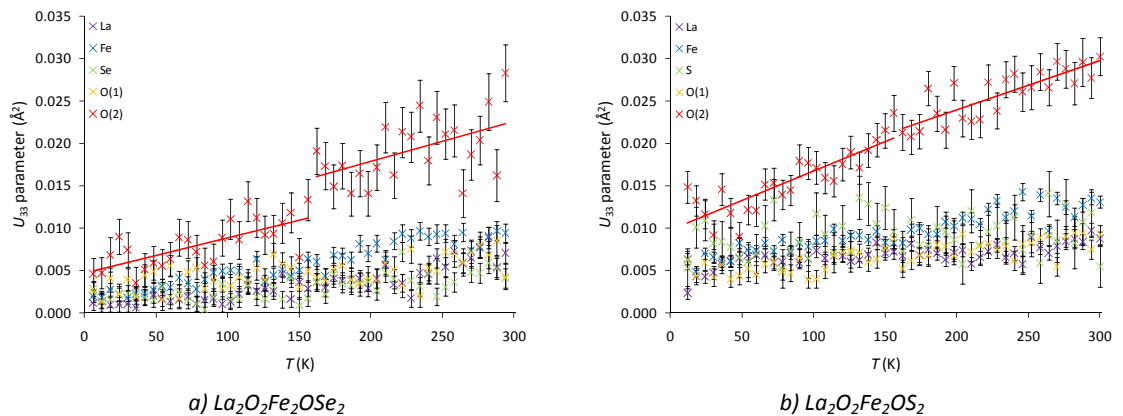 0.035
0.030
0.025
0.020
0.015
0.010
0.005
0.000
U33 parameter (Å²)
La
Fe
Se
O(1)
O(2)
0 50 100 150 200 250 300
T (K)
a) La2O2Fe2OSe2
0.035
0.030
0.025
0.020
0.015
0.010
0.005
0.000
U33 parameter (Å²)
La
Fe
S
O(1)
O(2)
0 50 100 150 200 250 300
T (K)
b) La2O2Fe2OS2